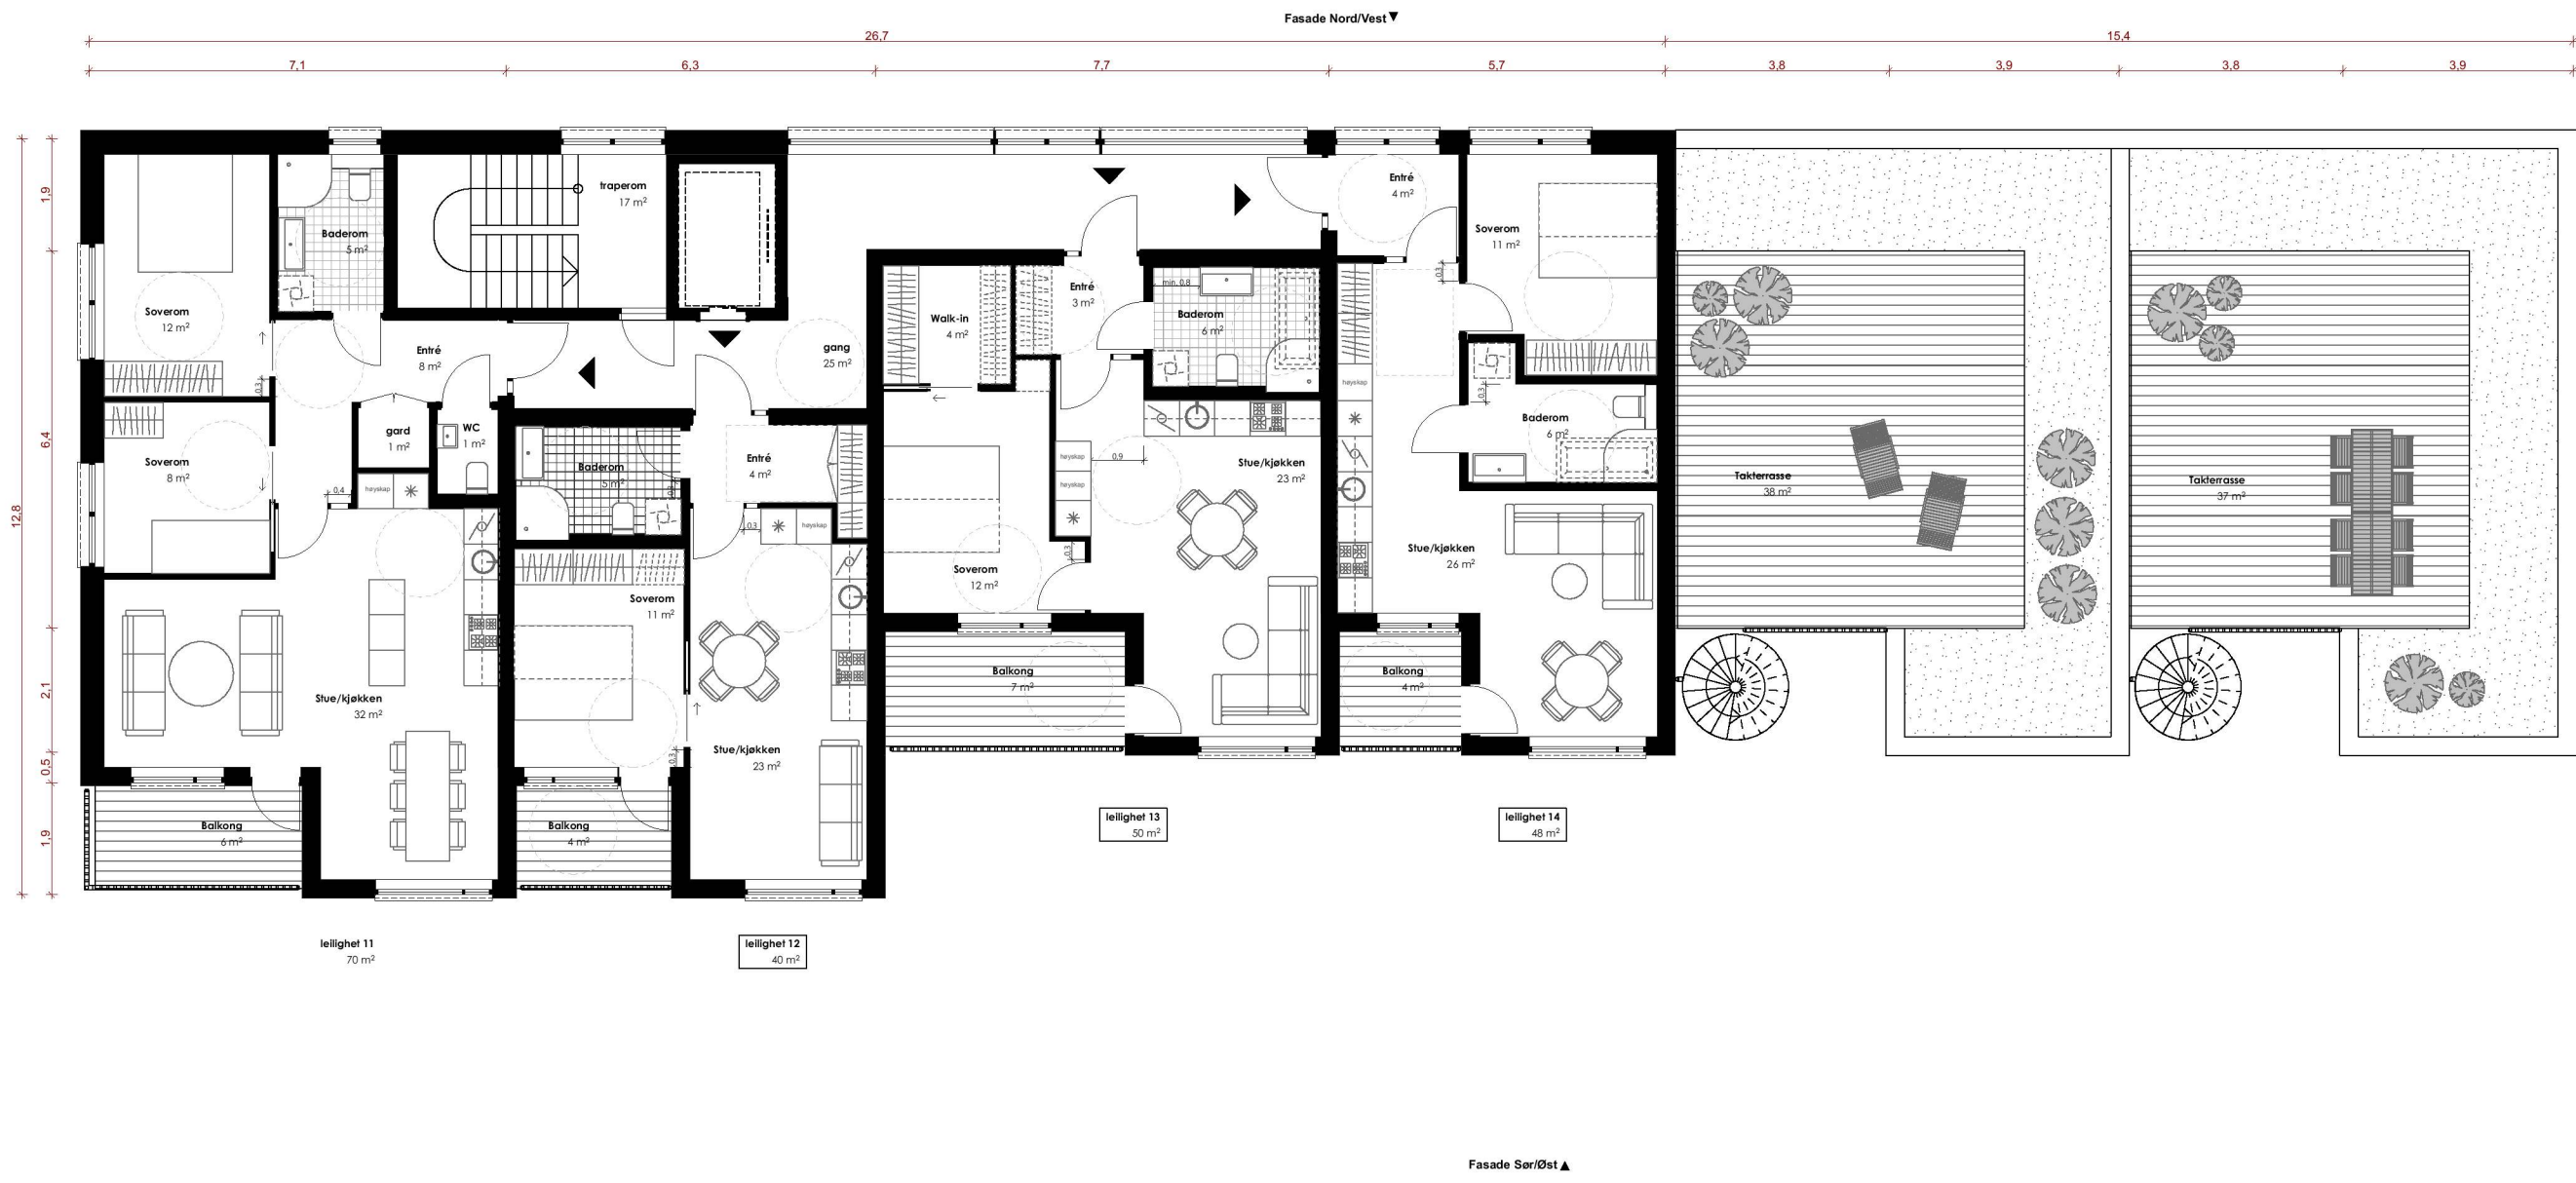 Fasade Nord/Vest
26,7
15,4
7,1
6,3
7,7
5,7
3,8
3,9
3,8
3,9
12,8
1,9
6,4
2,1
0,5
1,9
Soverom
12 m²
Baderom
5 m²
traperom
17 m²
Entré
8 m²
0,3
Soverom
8 m²
gard
1 m²
WC
1 m²
høyskap
0,4
Stue/kjøkken
32 m²
Balkong
6 m²
gang
25 m²
Baderom
5 m²
0,3
Entré
4 m²
0,3
høyskap
Soverom
11 m²
Stue/kjøkken
23 m²
0,3
Balkong
4 m²
Walk-in
4 m²
Entré
3 m²
min. 0,8
Baderom
6 m²
høyskap
høyskap
0,9
Stue/kjøkken
23 m²
0,3
Soverom
12 m²
Balkong
7 m²
Entré
4 m²
0,3
Soverom
11 m²
høyskap
0,3
Baderom
6 m²
Stue/kjøkken
26 m²
Balkong
4 m²
Takterrasse
38 m²
Takterrasse
37 m²
leilighet 13
50 m²
leilighet 14
48 m²
leilighet 11
70 m²
leilighet 12
40 m²
Fasade Sør/Øst